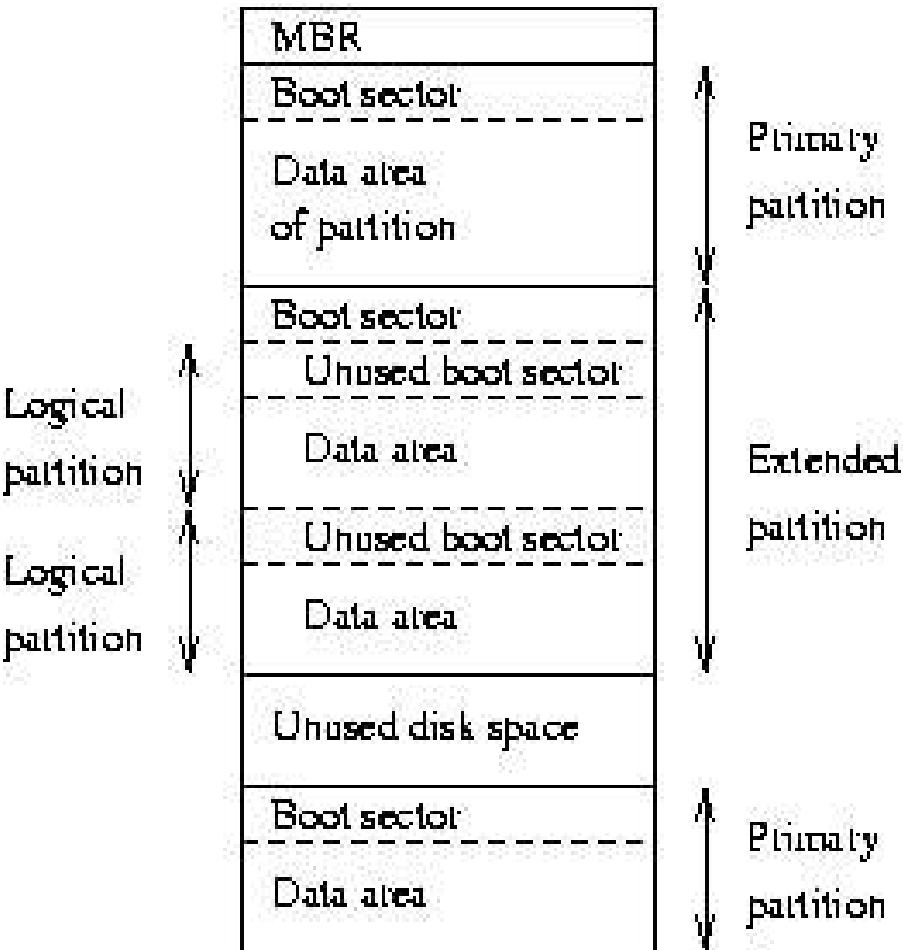 MBR
Boot sector
Data area
of partition
Primary
partition
Boot sector
Unused boot sector
Data area
Logical
partition
Unused boot sector
Data area
Logical
partition
Extended
partition
Unused disk space
Boot sector
Data area
Primary
partition